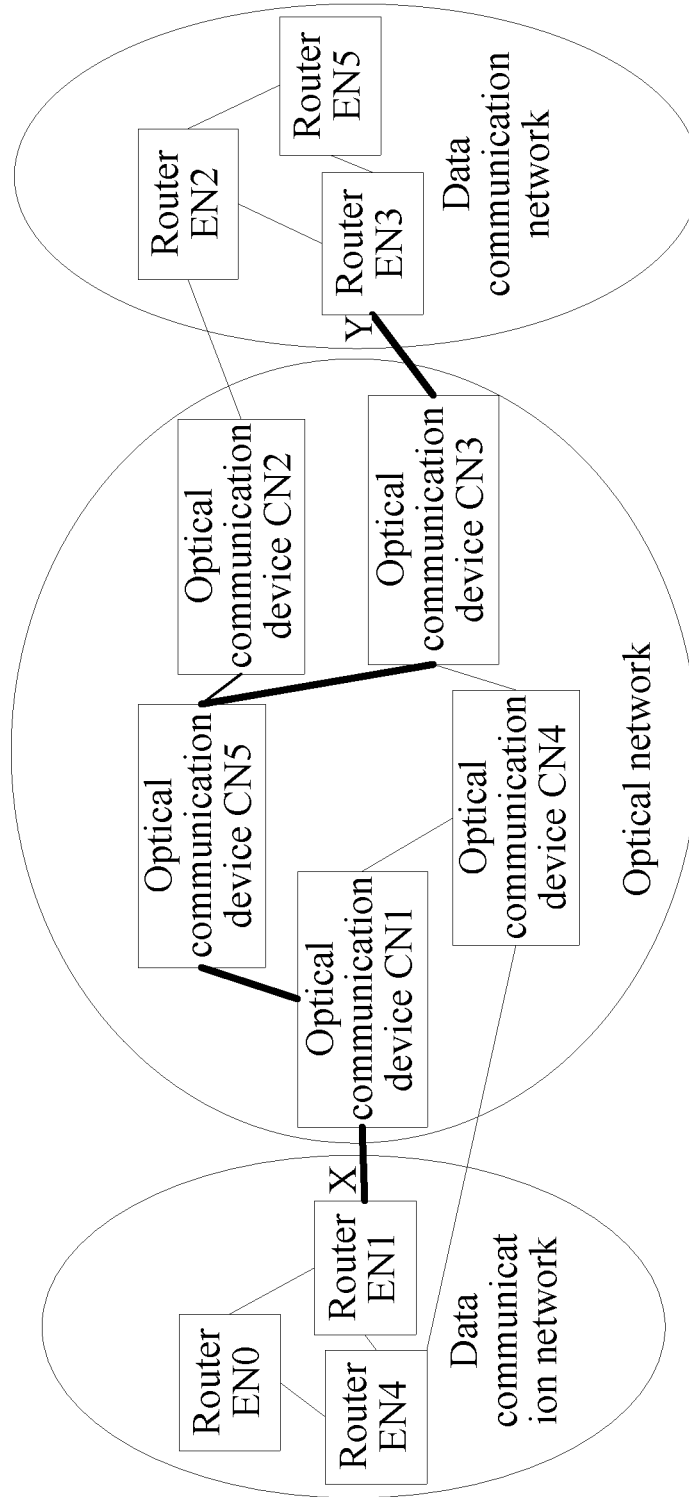 Router
EN0
Router
EN4
Router
EN1
X
Data
communicat
ion network
Optical
communication
device CN1
Optical
communication
device CN5
Optical
communication
device CN4
Optical
communication
device CN2
Optical
communication
device CN3
Optical network
Y
Router
EN2
Router
EN3
Router
EN5
Data
communication
network